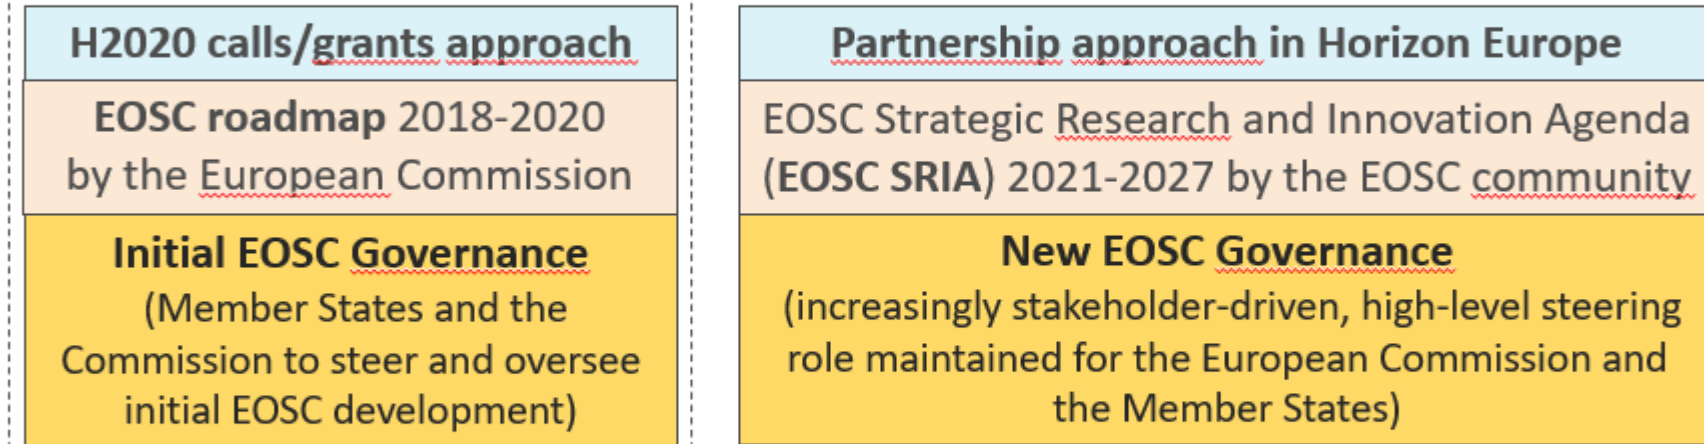 H2020 calls/grants approach
EOSC roadmap 2018-2020
by the European Commission
Initial EOSC Governance
(Member States and the
Commission to steer and oversee
initial EOSC development)
Partnership approach in Horizon Europe
EOSC Strategic Research and Innovation Agenda
(EOSC SRIA) 2021-2027 by the EOSC community
New EOSC Governance
(increasingly stakeholder-driven, high-level steering
role maintained for the European Commission and
the Member States)